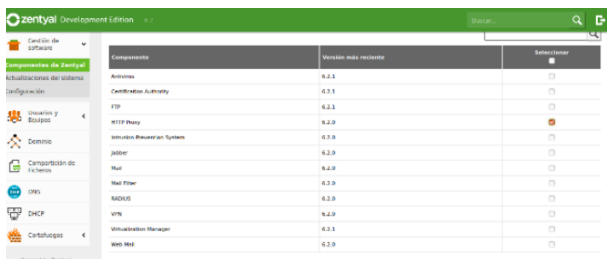 zentyal Development Edition 6.2
Buscar...
Gestión de software
Componentes de Zentyal
Actualizaciones del sistema
Configuración
Usuarios y Equipos
Dominio
Compartición de Ficheros
DNS
DHCP
Cortafuegos
Componente Versión más reciente Seleccionar
Antivirus 6.2.1
Certification Authority 6.2.1
FTP 6.2.1
HTTP Proxy 6.2.0
Intrusion Prevention System 6.2.0
Jabber 6.2.0
Mail 6.2.0
Mail Filter 6.2.0
RADIUS 6.2.0
VPN 6.2.0
Virtualization Manager 6.2.1
Web Mail 6.2.0